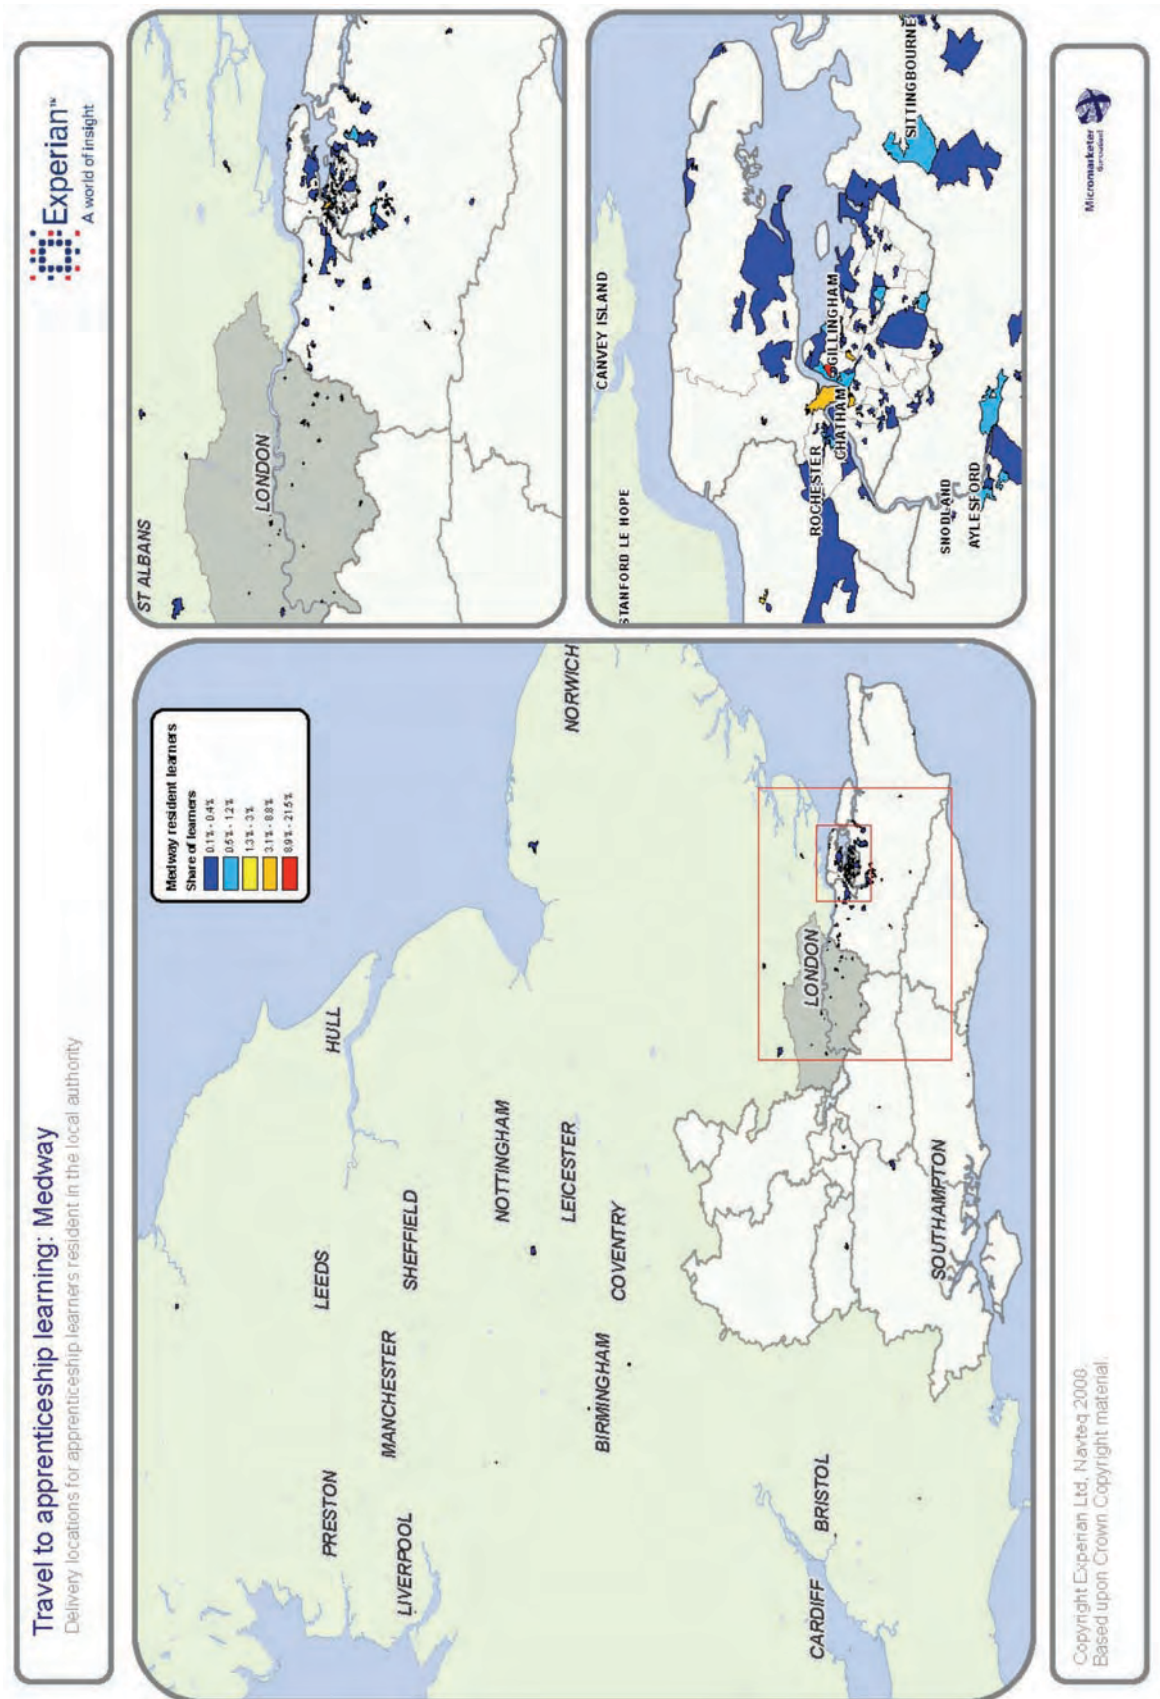 Travel to apprenticeship learning: Medway
Delivery locations for apprenticeship learners resident in the local authority
Experian™
A world of insight
Medway resident learners
Share of learners
0.1% - 0.4%
0.5% - 1.2%
1.3% - 3%
3.1% - 8.8%
8.9% - 21.5%
HULL
LEEDS
PRESTON
MANCHESTER
SHEFFIELD
LIVERPOOL
NOTTINGHAM
NORWICH
LEICESTER
BIRMINGHAM
COVENTRY
LONDON
BRISTOL
CARDIFF
SOUTHAMPTON
ST ALBANS
LONDON
CANVEY ISLAND
STANFORD LE HOPE
ROCHESTER
GILLINGHAM
CHATHAM
SITTINGBOURNE
SNODLAND
AYLESFORD
Copyright Experian Ltd, Navteq 2008.
Based upon Crown Copyright material.
Micromarketer